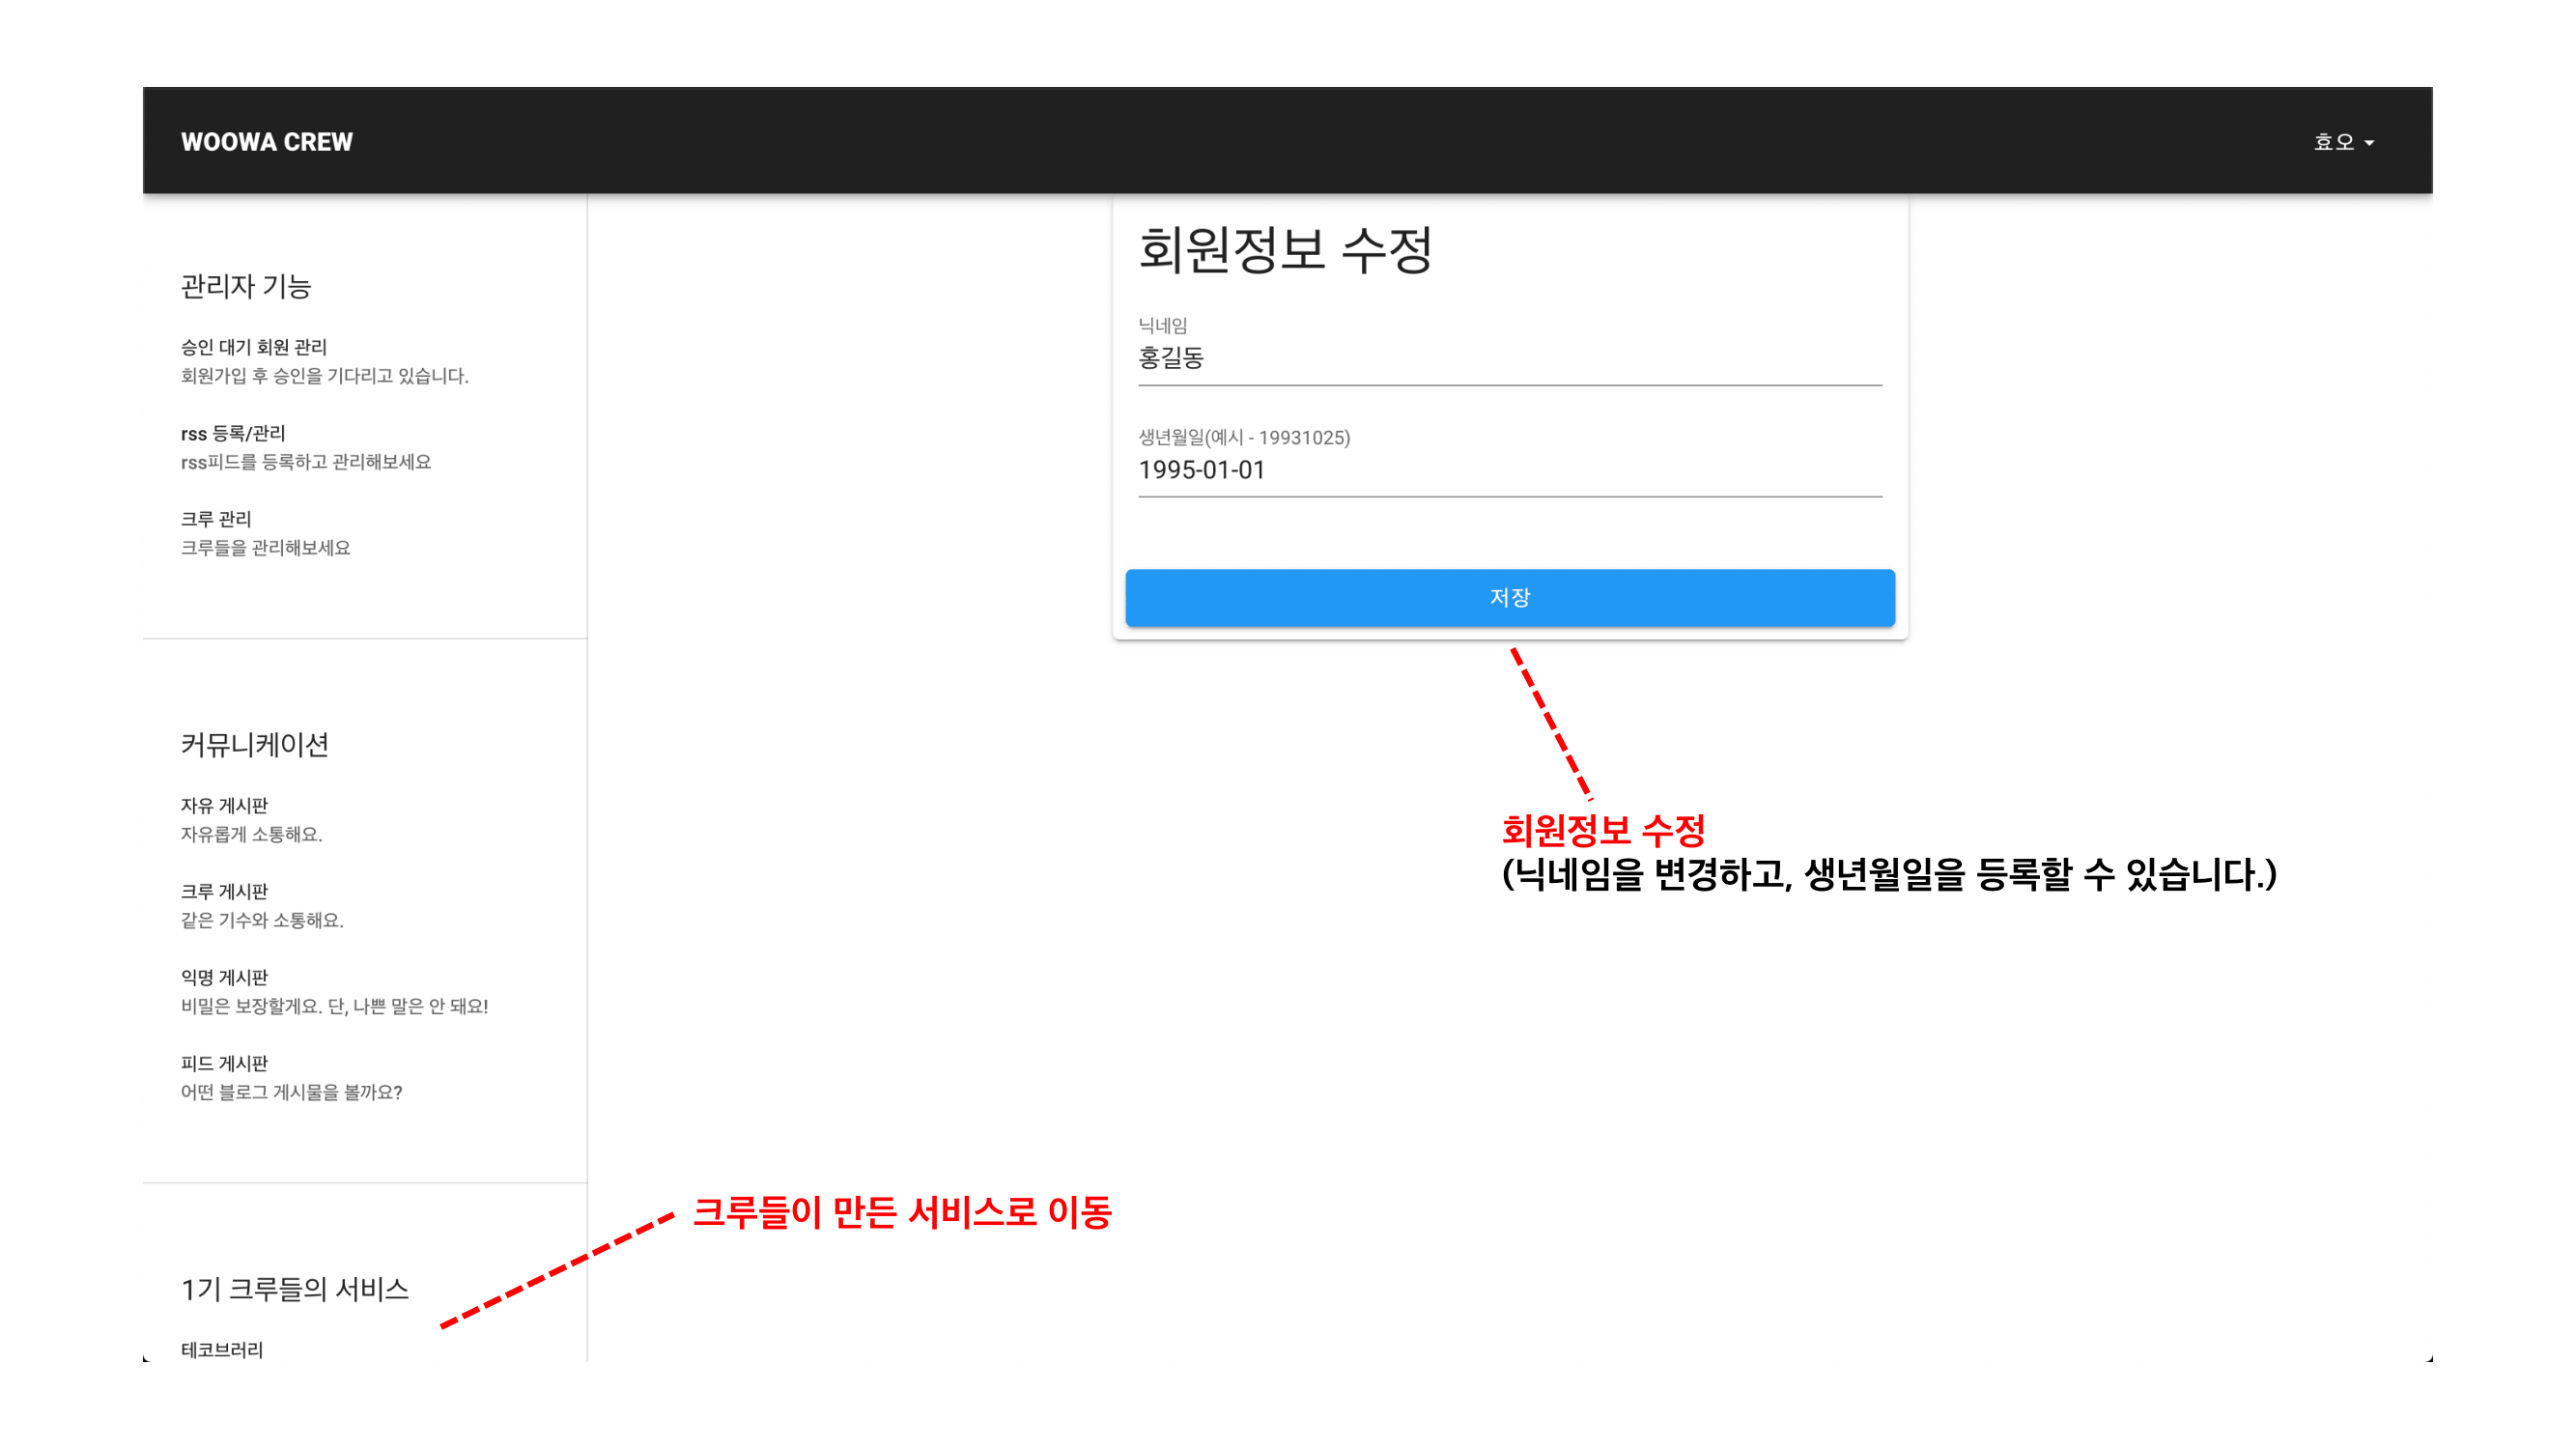 WOOWA CREW
효오
관리자 기능
승인 대기 회원 관리
회원가입 후 승인을 기다리고 있습니다.
rss 등록/관리
rss피드를 등록하고 관리해보세요
크루 관리
크루들을 관리해보세요
커뮤니케이션
자유 게시판
자유롭게 소통해요.
크루 게시판
같은 기수와 소통해요.
익명 게시판
비밀은 보장할게요. 단, 나쁜 말은 안 돼요!
피드 게시판
어떤 블로그 게시물을 볼까요?
1기 크루들의 서비스
테코브러리
회원정보 수정
닉네임
홍길동
생년월일(예시 - 19931025)
1995-01-01
저장
회원정보 수정
(닉네임을 변경하고, 생년월일을 등록할 수 있습니다.)
크루들이 만든 서비스로 이동